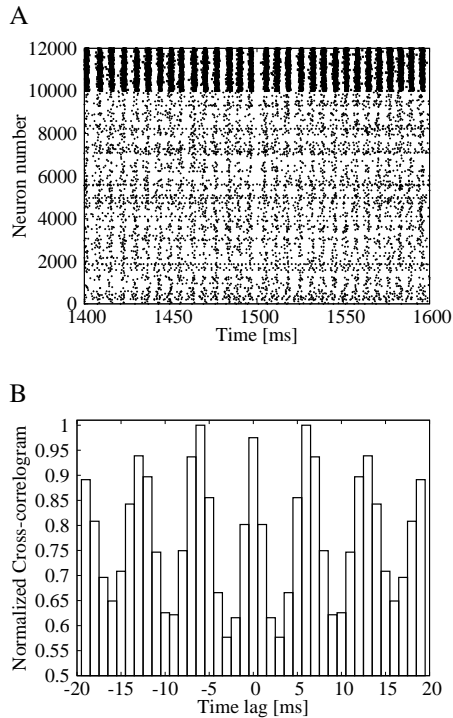 A
12000
10000
8000
6000
4000
2000
0
Neuron number
1400 1450 1500 1550 1600
Time [ms]
B
1
0.95
0.9
0.85
0.8
0.75
0.7
0.65
0.6
0.55
0.5
Normalized Cross-correlogram
-20 -15 -10 -5 0 5 10 15 20
Time lag [ms]